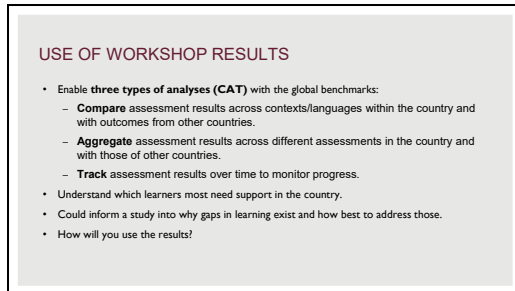 USE OF WORKSHOP RESULTS
• Enable three types of analyses (CAT) with the global benchmarks:
– Compare assessment results across contexts/languages within the country and
with outcomes from other countries.
– Aggregate assessment results across different assessments in the country and
with those of other countries.
– Track assessment results over time to monitor progress.
• Understand which learners most need support in the country.
• Could inform a study into why gaps in learning exist and how best to address those.
• How will you use the results?